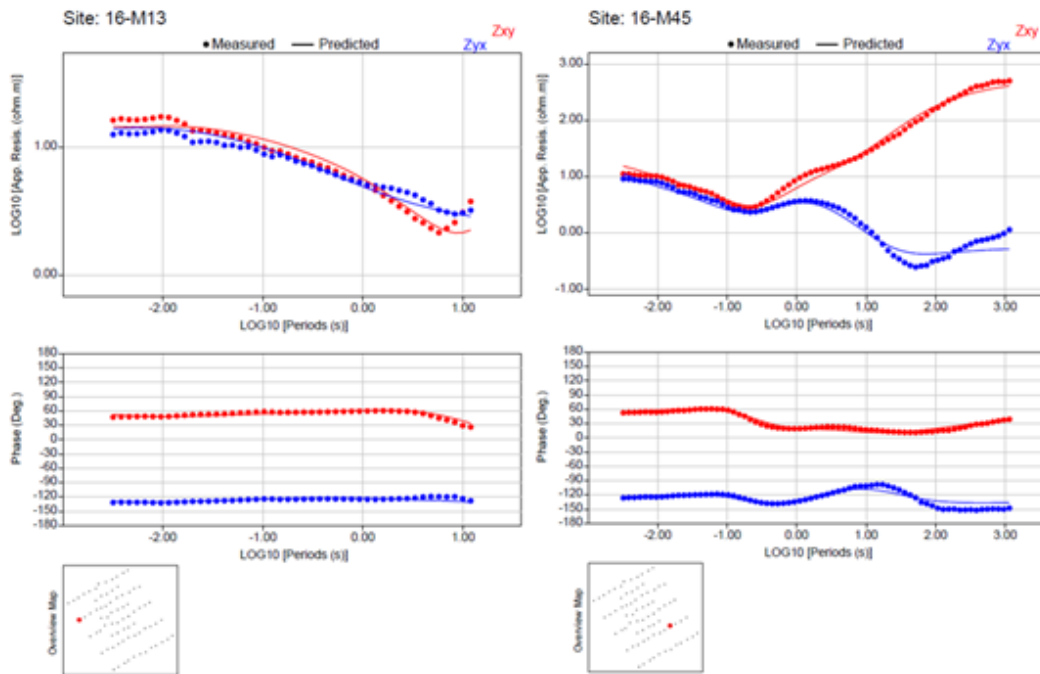 Site: 16-M13
Zxy
Measured Predicted Zyx
LOG10 [App. Resis. (ohm.m)]
1.00
0.00
-2.00 -1.00 0.00 1.00
LOG10 [Periods (s)]
Phase (Deg.)
180
150
120
90
60
30
0
-30
-60
-90
-120
-150
-180
-2.00 -1.00 0.00 1.00
LOG10 [Periods (s)]
Overview Map
Site: 16-M45
Zxy
Measured Predicted Zyx
LOG10 [App. Resis. (ohm.m)]
3.00
2.00
1.00
0.00
-1.00
-2.00 -1.00 0.00 1.00 2.00 3.00
LOG10 [Periods (s)]
Phase (Deg.)
180
150
120
90
60
30
0
-30
-60
-90
-120
-150
-180
-2.00 -1.00 0.00 1.00 2.00 3.00
LOG10 [Periods (s)]
Overview Map